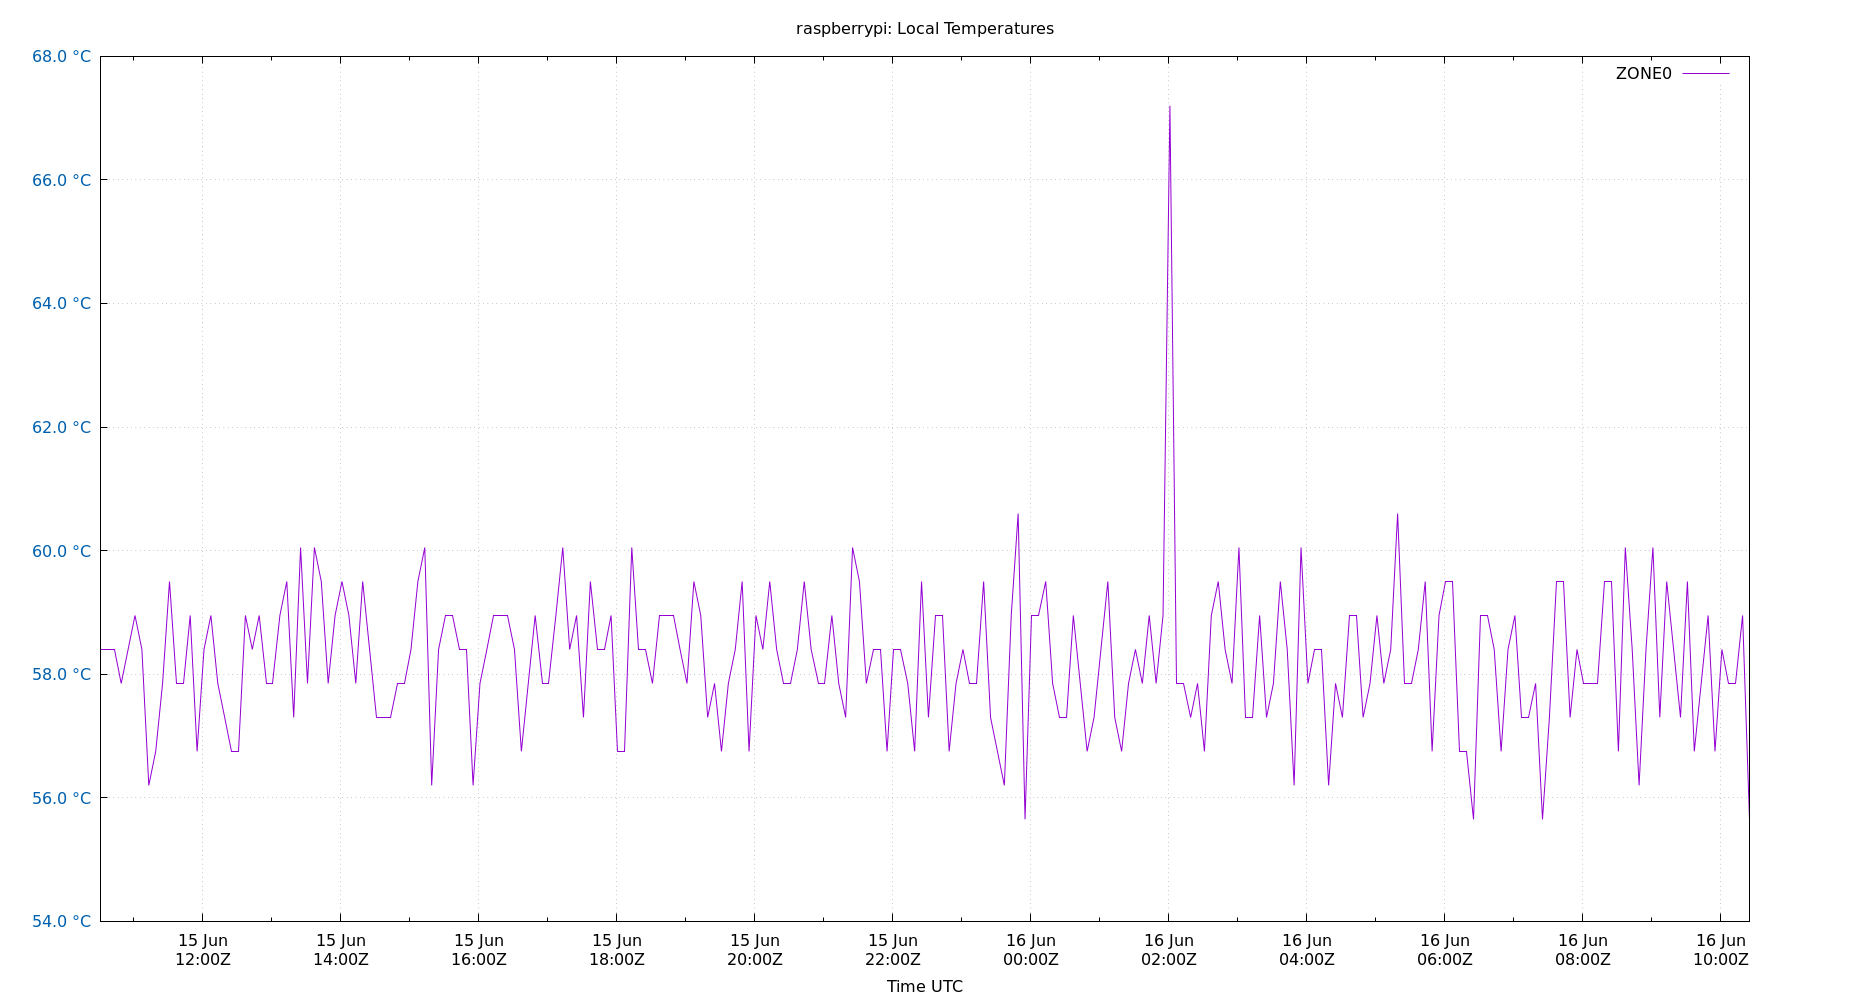 raspberrypi: Local Temperatures
68.0 °C
ZONE0
66.0 °C
64.0 °C
62.0 °C
60.0 °C
58.0 °C
56.0 °C
54.0 °C
15 Jun 15 Jun 15 Jun 15 Jun 15 Jun 15 Jun 16 Jun 16 Jun 16 Jun 16 Jun 16 Jun 16 Jun
12:00Z 14:00Z 16:00Z 18:00Z 20:00Z 22:00Z 00:00Z 02:00Z 04:00Z 06:00Z 08:00Z 10:00Z
Time UTC